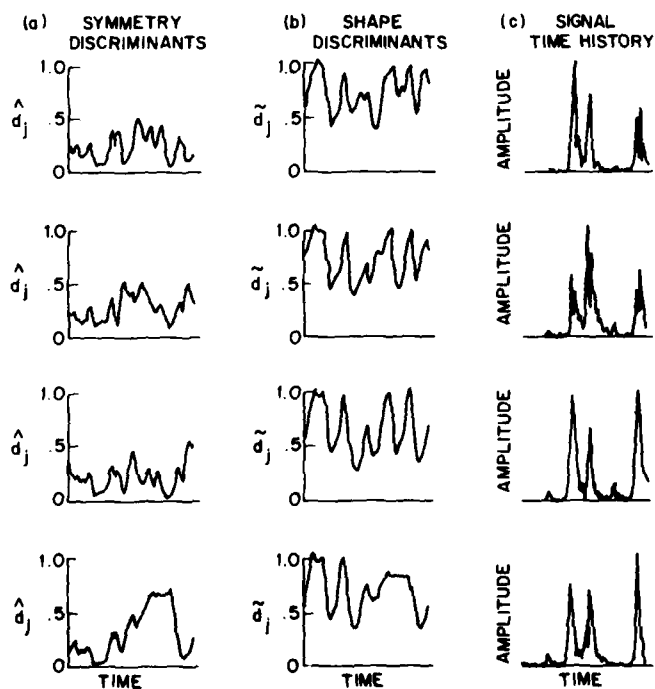 (a) SYMMETRY DISCRIMINANTS
(b) SHAPE DISCRIMINANTS
(c) SIGNAL TIME HISTORY
1.0
.5
0
d̂j
1.0
.5
0
d̃j
AMPLITUDE
1.0
.5
0
d̂j
1.0
.5
0
d̃j
AMPLITUDE
1.0
.5
0
d̂j
1.0
.5
0
d̃j
AMPLITUDE
1.0
.5
0
d̂j
1.0
.5
0
d̃j
AMPLITUDE
TIME
TIME
TIME